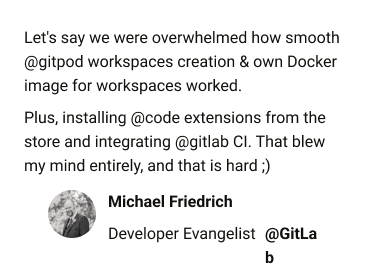 Let's say we were overwhelmed how smooth
@gitpod workspaces creation & own Docker
image for workspaces worked.
Plus, installing @code extensions from the
store and integrating @gitlab CI. That blew
my mind entirely, and that is hard ;)
Michael Friedrich
Developer Evangelist @GitLa
b